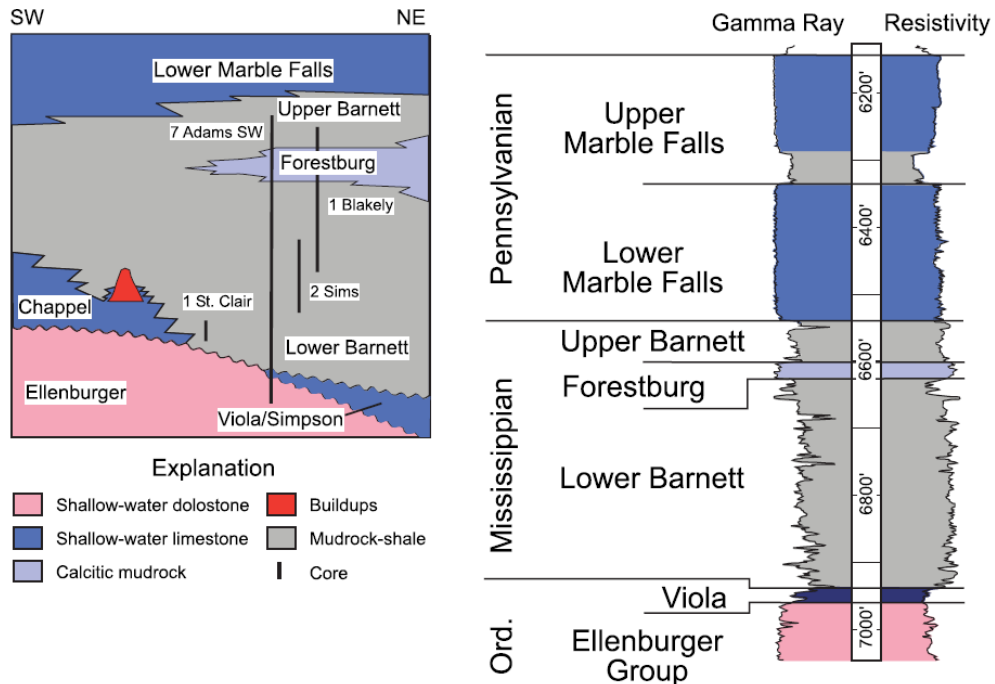 SW
NE
Lower Marble Falls
Upper Barnett
7 Adams SW
Forestburg
1 Blakely
Chappel
1 St. Clair
2 Sims
Lower Barnett
Ellenburger
Viola/Simpson
Explanation
Shallow-water dolostone
Shallow-water limestone
Calcitic mudrock
Buildups
Mudrock-shale
Core
Gamma Ray
Resistivity
Pennsylvanian
Upper
Marble Falls
Lower
Marble Falls
Mississippian
Upper Barnett
Forestburg
Lower Barnett
Ord.
Viola
Ellenburger
Group
6200'
6400'
6600'
6800'
7000'